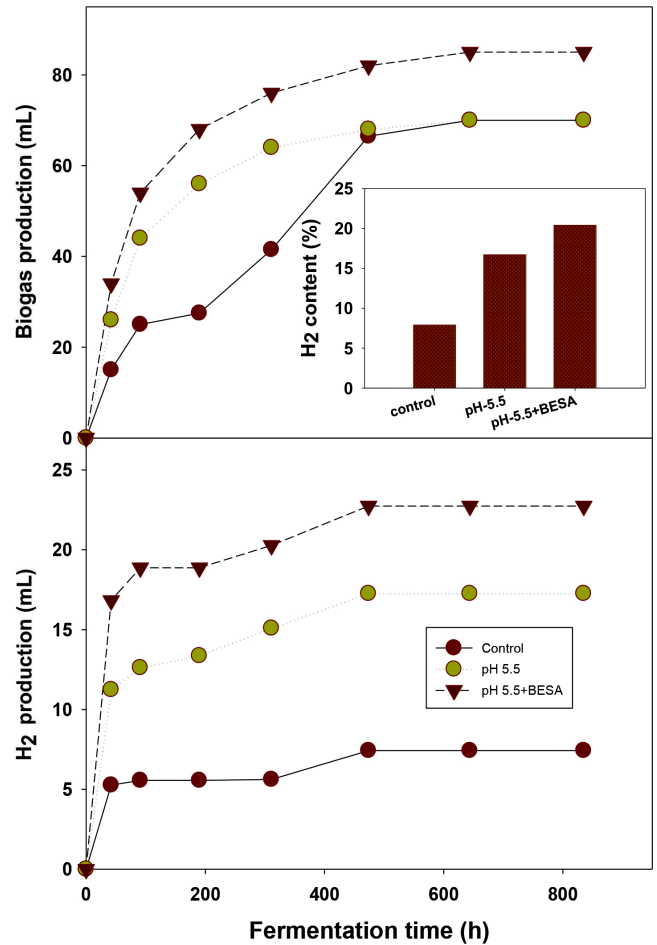 Biogas production (mL)
80
60
40
20
0
H2 content (%)
25
20
15
10
5
0
control
pH-5.5
pH-5.5+BESA
H2 production (mL)
25
20
15
10
5
0
Control
pH 5.5
pH 5.5+BESA
0 200 400 600 800
Fermentation time (h)